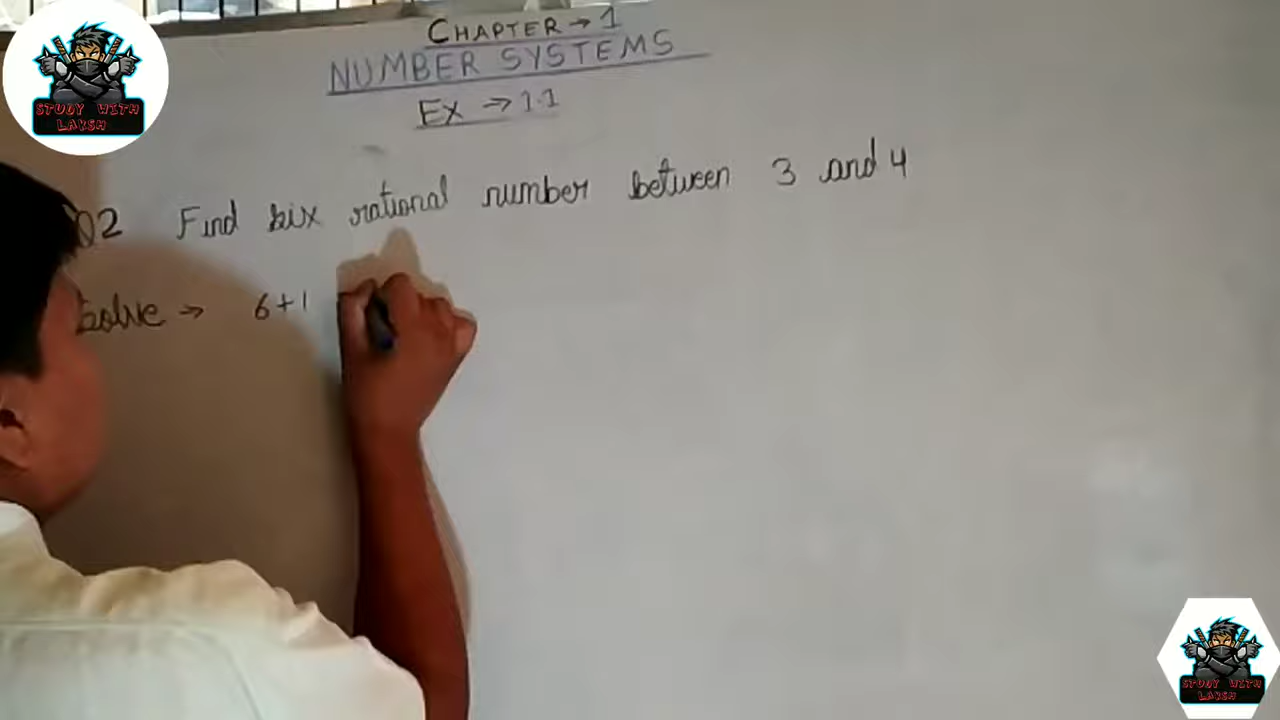 CHAPTER → 1
NUMBER SYSTEMS
EX → 1.1
Q2 Find six rational number between 3 and 4
Solve → 6+1
STUDY WITH
LAKSH
STUDY WITH
LAKSH